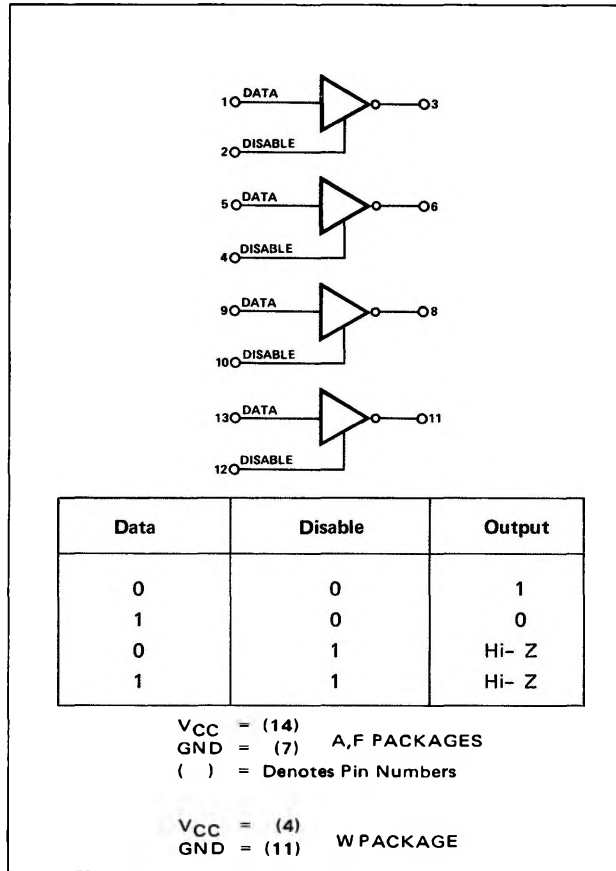 DATA
1 3
DISABLE
2
DATA
5 6
DISABLE
4
DATA
9 8
DISABLE
10
DATA
13 11
DISABLE
12
Data Disable Output
0 0 1
1 0 0
0 1 Hi- Z
1 1 Hi- Z
VCC = (14)
GND = (7) A,F PACKAGES
( ) = Denotes Pin Numbers
VCC = (4)
GND = (11) W PACKAGE